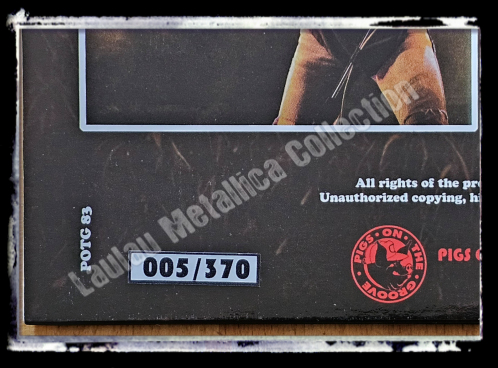 Laulau Metallica Collection
All rights of the pr
Unauthorized copying, hi
POTG 83
005/370
PIGS • ON • THE • GROOVE •
PIGS